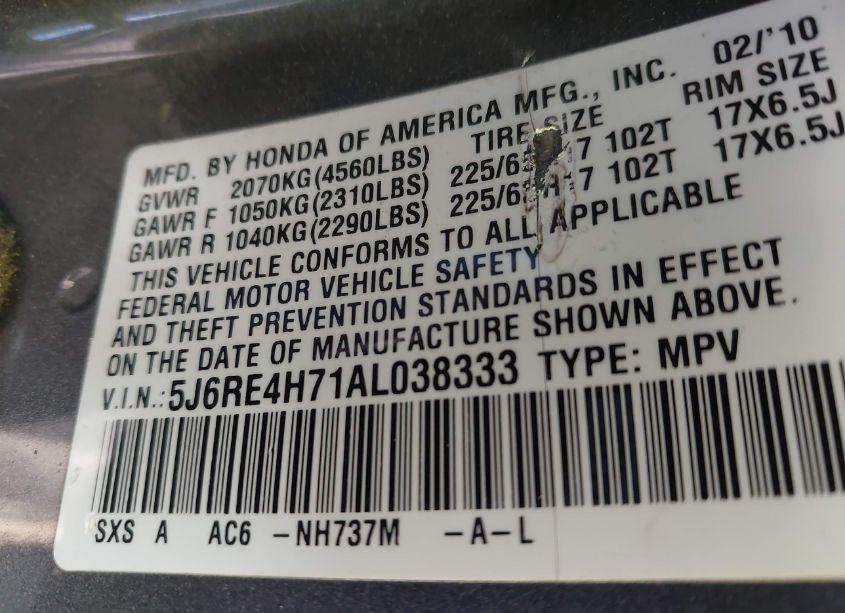 MFD. BY HONDA OF AMERICA MFG., INC. 02/'10
GVWR 2070KG(4560LBS) TIRE SIZE RIM SIZE
GAWR F 1050KG(2310LBS) 102T 17X6.5J
GAWR R 1040KG(2290LBS) 102T 17X6.5J
THIS VEHICLE CONFORMS TO ALL APPLICABLE
FEDERAL MOTOR VEHICLE SAFETY
AND THEFT PREVENTION STANDARDS IN EFFECT
ON THE DATE OF MANUFACTURE SHOWN ABOVE.
V.I.N.:5J6RE4H71AL038333 TYPE: MPV
SXS A AC6 -NH737M -A-L